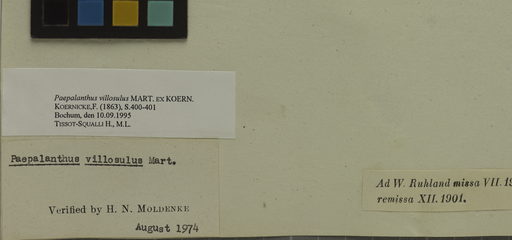 Paepalanthus villosulus MART. EX KOERN.
KOERNICKE,F. (1863), S.400-401
Bochum, den 10.09.1995
TISSOT-SQUALLI H., M.L.
Paepalanthus villosulus Mart.
Verified by H. N. MOLDENKE
August 1974
Ad W. Ruhland missa VII.
remissa XII. 1901.